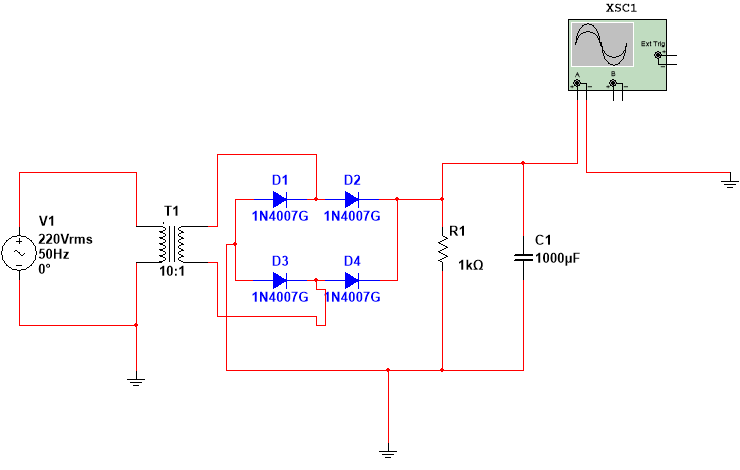 XSC1
Ext Trig
+
−
A
B
+ − + −
V1
220Vrms
50Hz
0°
T1
10:1
D1
1N4007G
D2
1N4007G
D3
1N4007G
D4
1N4007G
R1
1kΩ
C1
1000µF